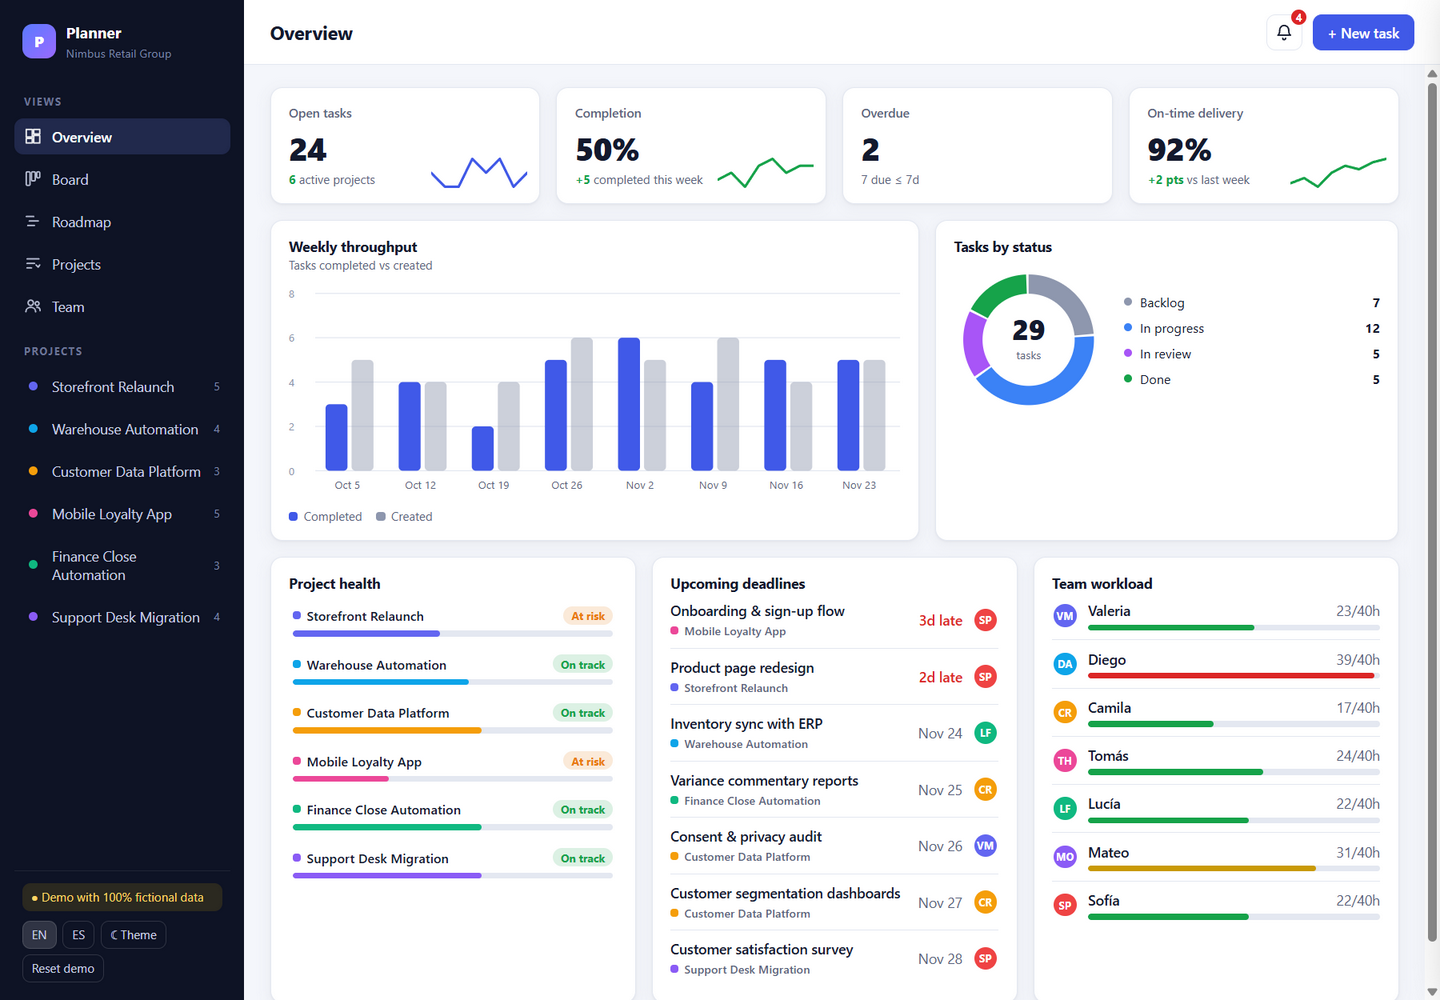 P
Planner
Nimbus Retail Group
VIEWS
Overview
Board
Roadmap
Projects
Team
PROJECTS
Storefront Relaunch 5
Warehouse Automation 4
Customer Data Platform 3
Mobile Loyalty App 5
Finance Close
Automation 3
Support Desk Migration 4
Demo with 100% fictional data
EN
ES
☾ Theme
Reset demo
Overview
4
+ New task
Open tasks
24
6 active projects
Completion
50%
+5 completed this week
Overdue
2
7 due ≤ 7d
On-time delivery
92%
+2 pts vs last week
Weekly throughput
Tasks completed vs created
8
6
4
2
0
Oct 5 Oct 12 Oct 19 Oct 26 Nov 2 Nov 9 Nov 16 Nov 23
Completed Created
Tasks by status
29
tasks
Backlog 7
In progress 12
In review 5
Done 5
Project health
Storefront Relaunch At risk
Warehouse Automation On track
Customer Data Platform On track
Mobile Loyalty App At risk
Finance Close Automation On track
Support Desk Migration On track
Upcoming deadlines
Onboarding & sign-up flow
Mobile Loyalty App
3d late SP
Product page redesign
Storefront Relaunch
2d late SP
Inventory sync with ERP
Warehouse Automation
Nov 24 LF
Variance commentary reports
Finance Close Automation
Nov 25 CR
Consent & privacy audit
Customer Data Platform
Nov 26 VM
Customer segmentation dashboards
Customer Data Platform
Nov 27 CR
Customer satisfaction survey
Support Desk Migration
Nov 28 SP
Team workload
VM Valeria 23/40h
DA Diego 39/40h
CR Camila 17/40h
TH Tomás 24/40h
LF Lucía 22/40h
MO Mateo 31/40h
SP Sofía 22/40h